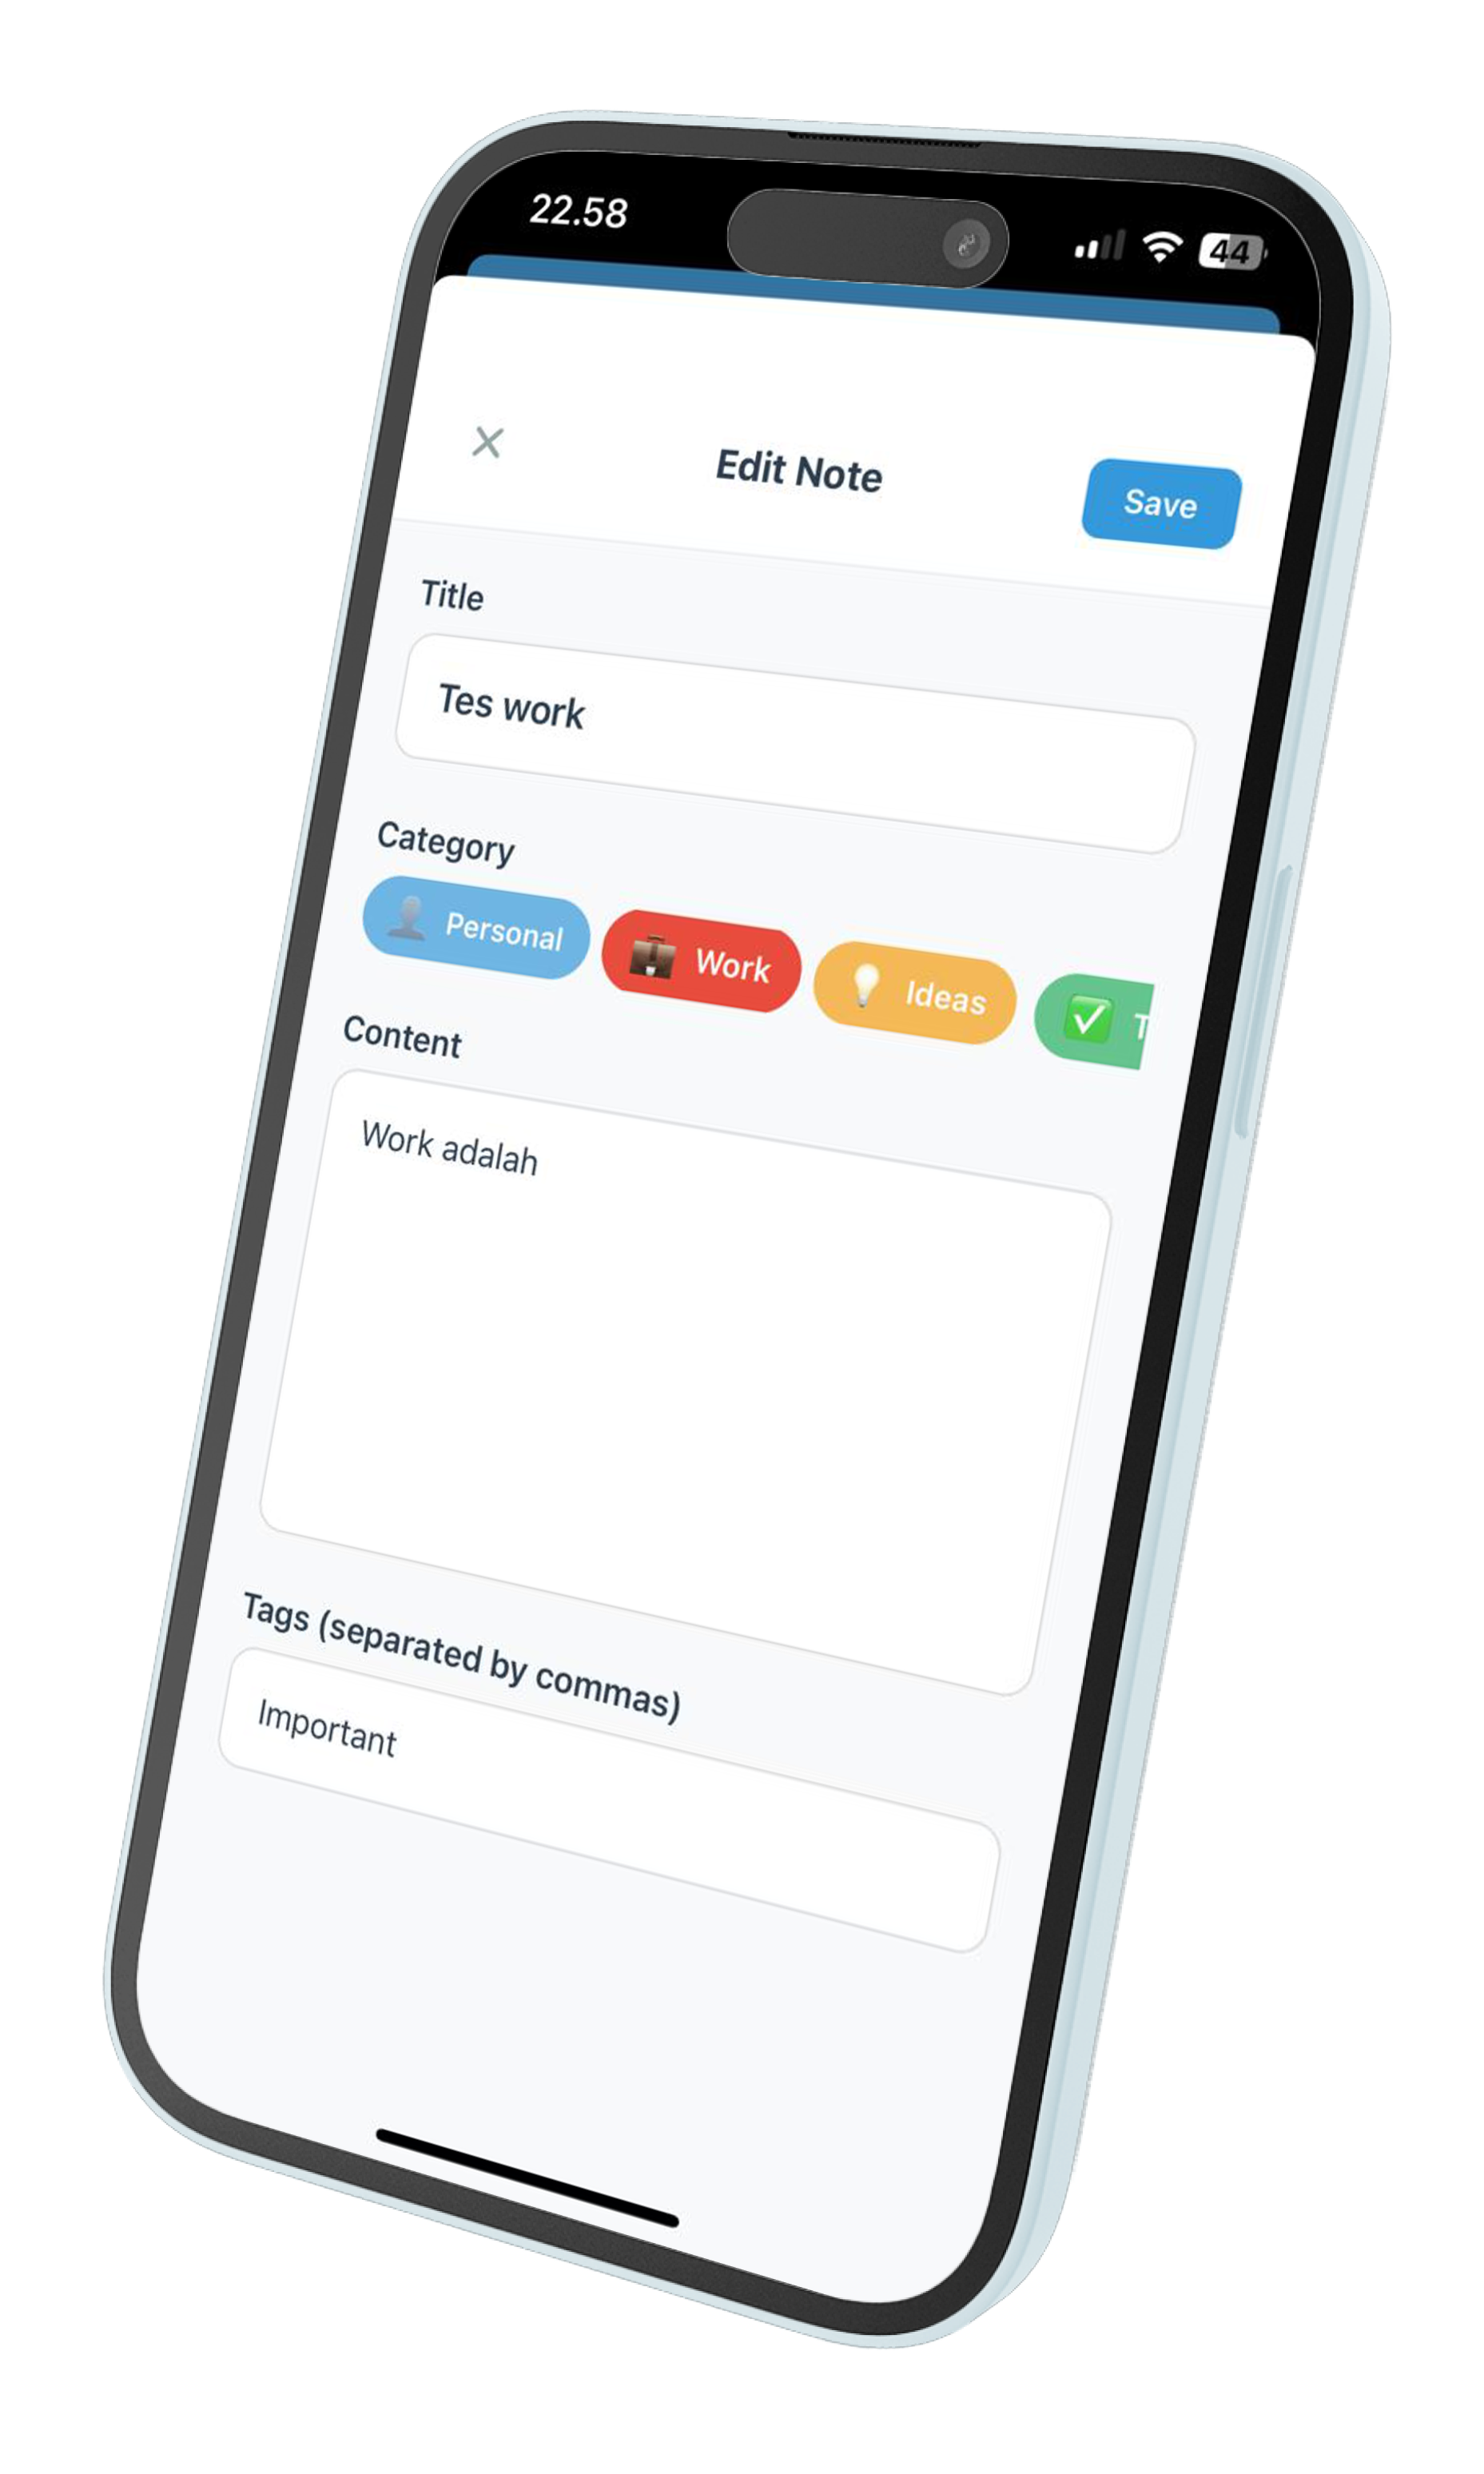 22.58
44
Edit Note
Save
Title
Tes work
Category
Personal
Work
Ideas
Content
Work adalah
Tags (separated by commas)
Important